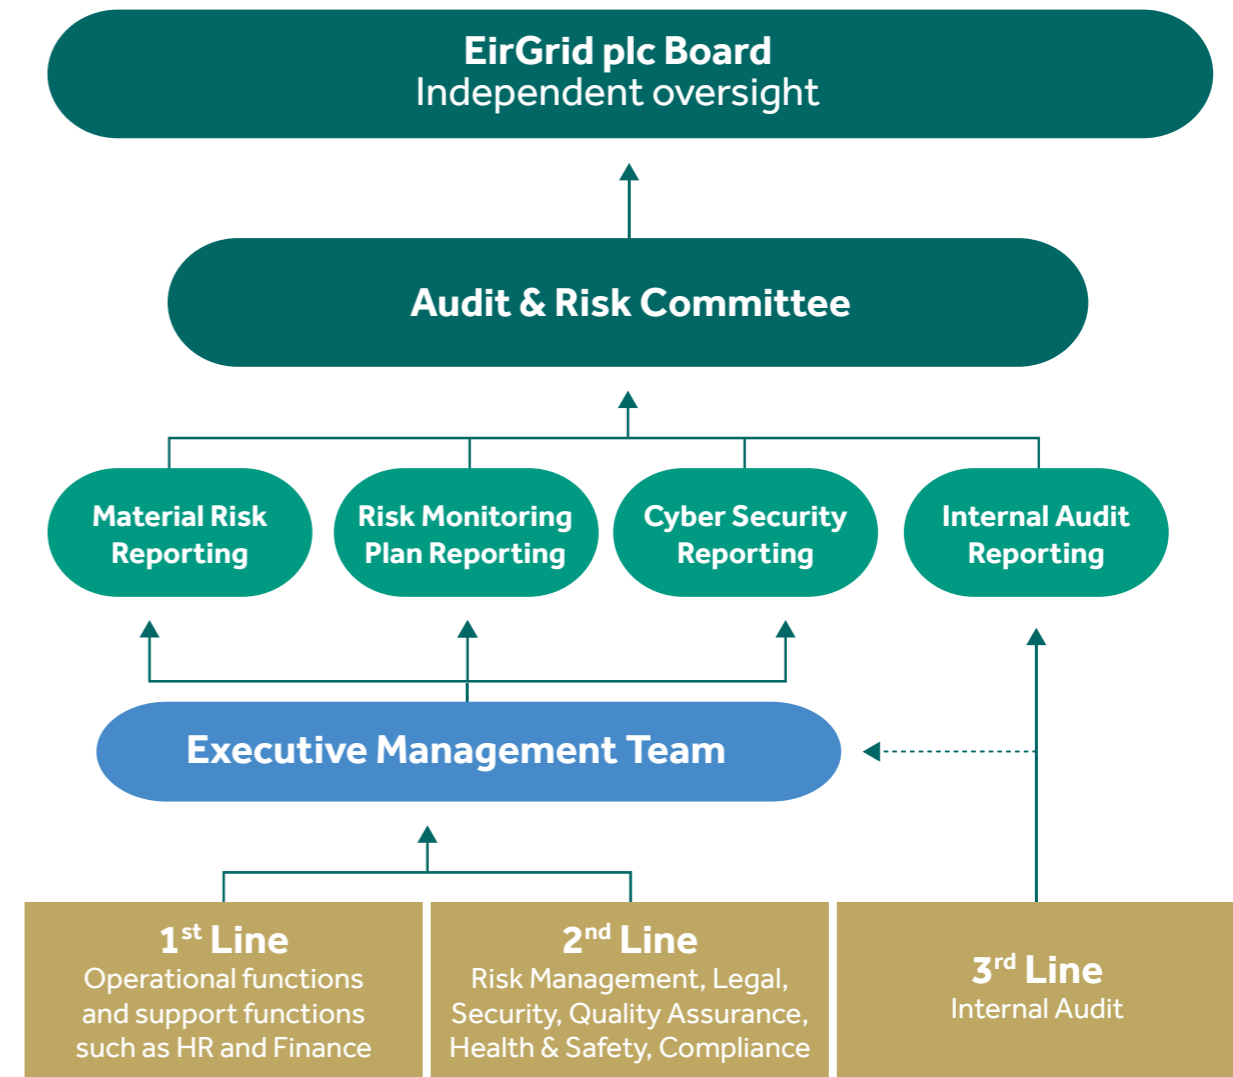 EirGrid plc Board
Independent oversight
Audit & Risk Committee
Material Risk
Reporting
Risk Monitoring
Plan Reporting
Cyber Security
Reporting
Internal Audit
Reporting
Executive Management Team
1st Line
Operational functions
and support functions
such as HR and Finance
2nd Line
Risk Management, Legal,
Security, Quality Assurance,
Health & Safety, Compliance
3rd Line
Internal Audit